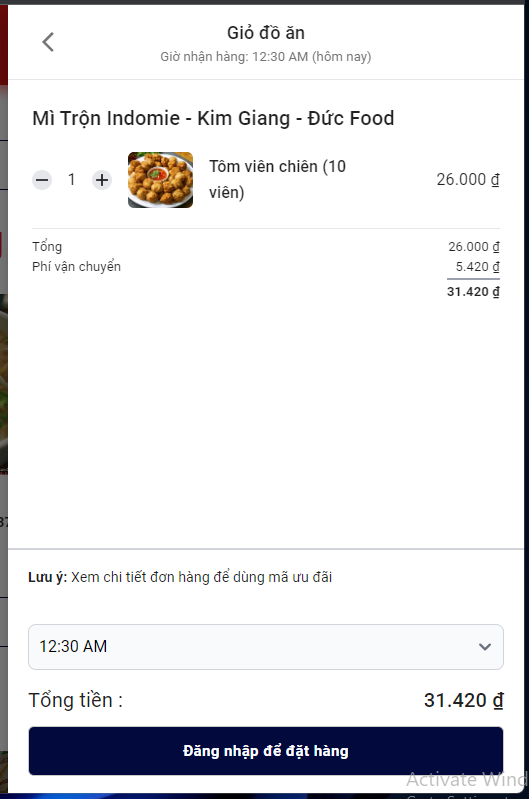 Giỏ đồ ăn
Giờ nhận hàng: 12:30 AM (hôm nay)
Mì Trộn Indomie - Kim Giang - Đức Food
1
Tôm viên chiên (10
viên)
26.000 ₫
Tổng
26.000 ₫
Phí vận chuyển
5.420 ₫
31.420 ₫
Lưu ý: Xem chi tiết đơn hàng để dùng mã ưu đãi
12:30 AM
Tổng tiền :
31.420 ₫
Đăng nhập để đặt hàng
Activate Wind